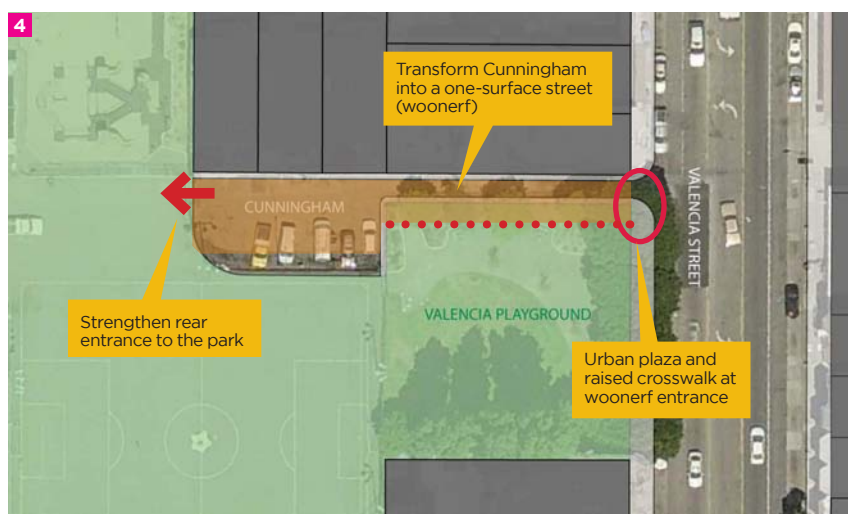 4
Transform Cunningham
into a one-surface street
(woonerf)
CUNNINGHAM
VALENCIA STREET
VALENCIA PLAYGROUND
Strengthen rear
entrance to the park
Urban plaza and
raised crosswalk at
woonerf entrance